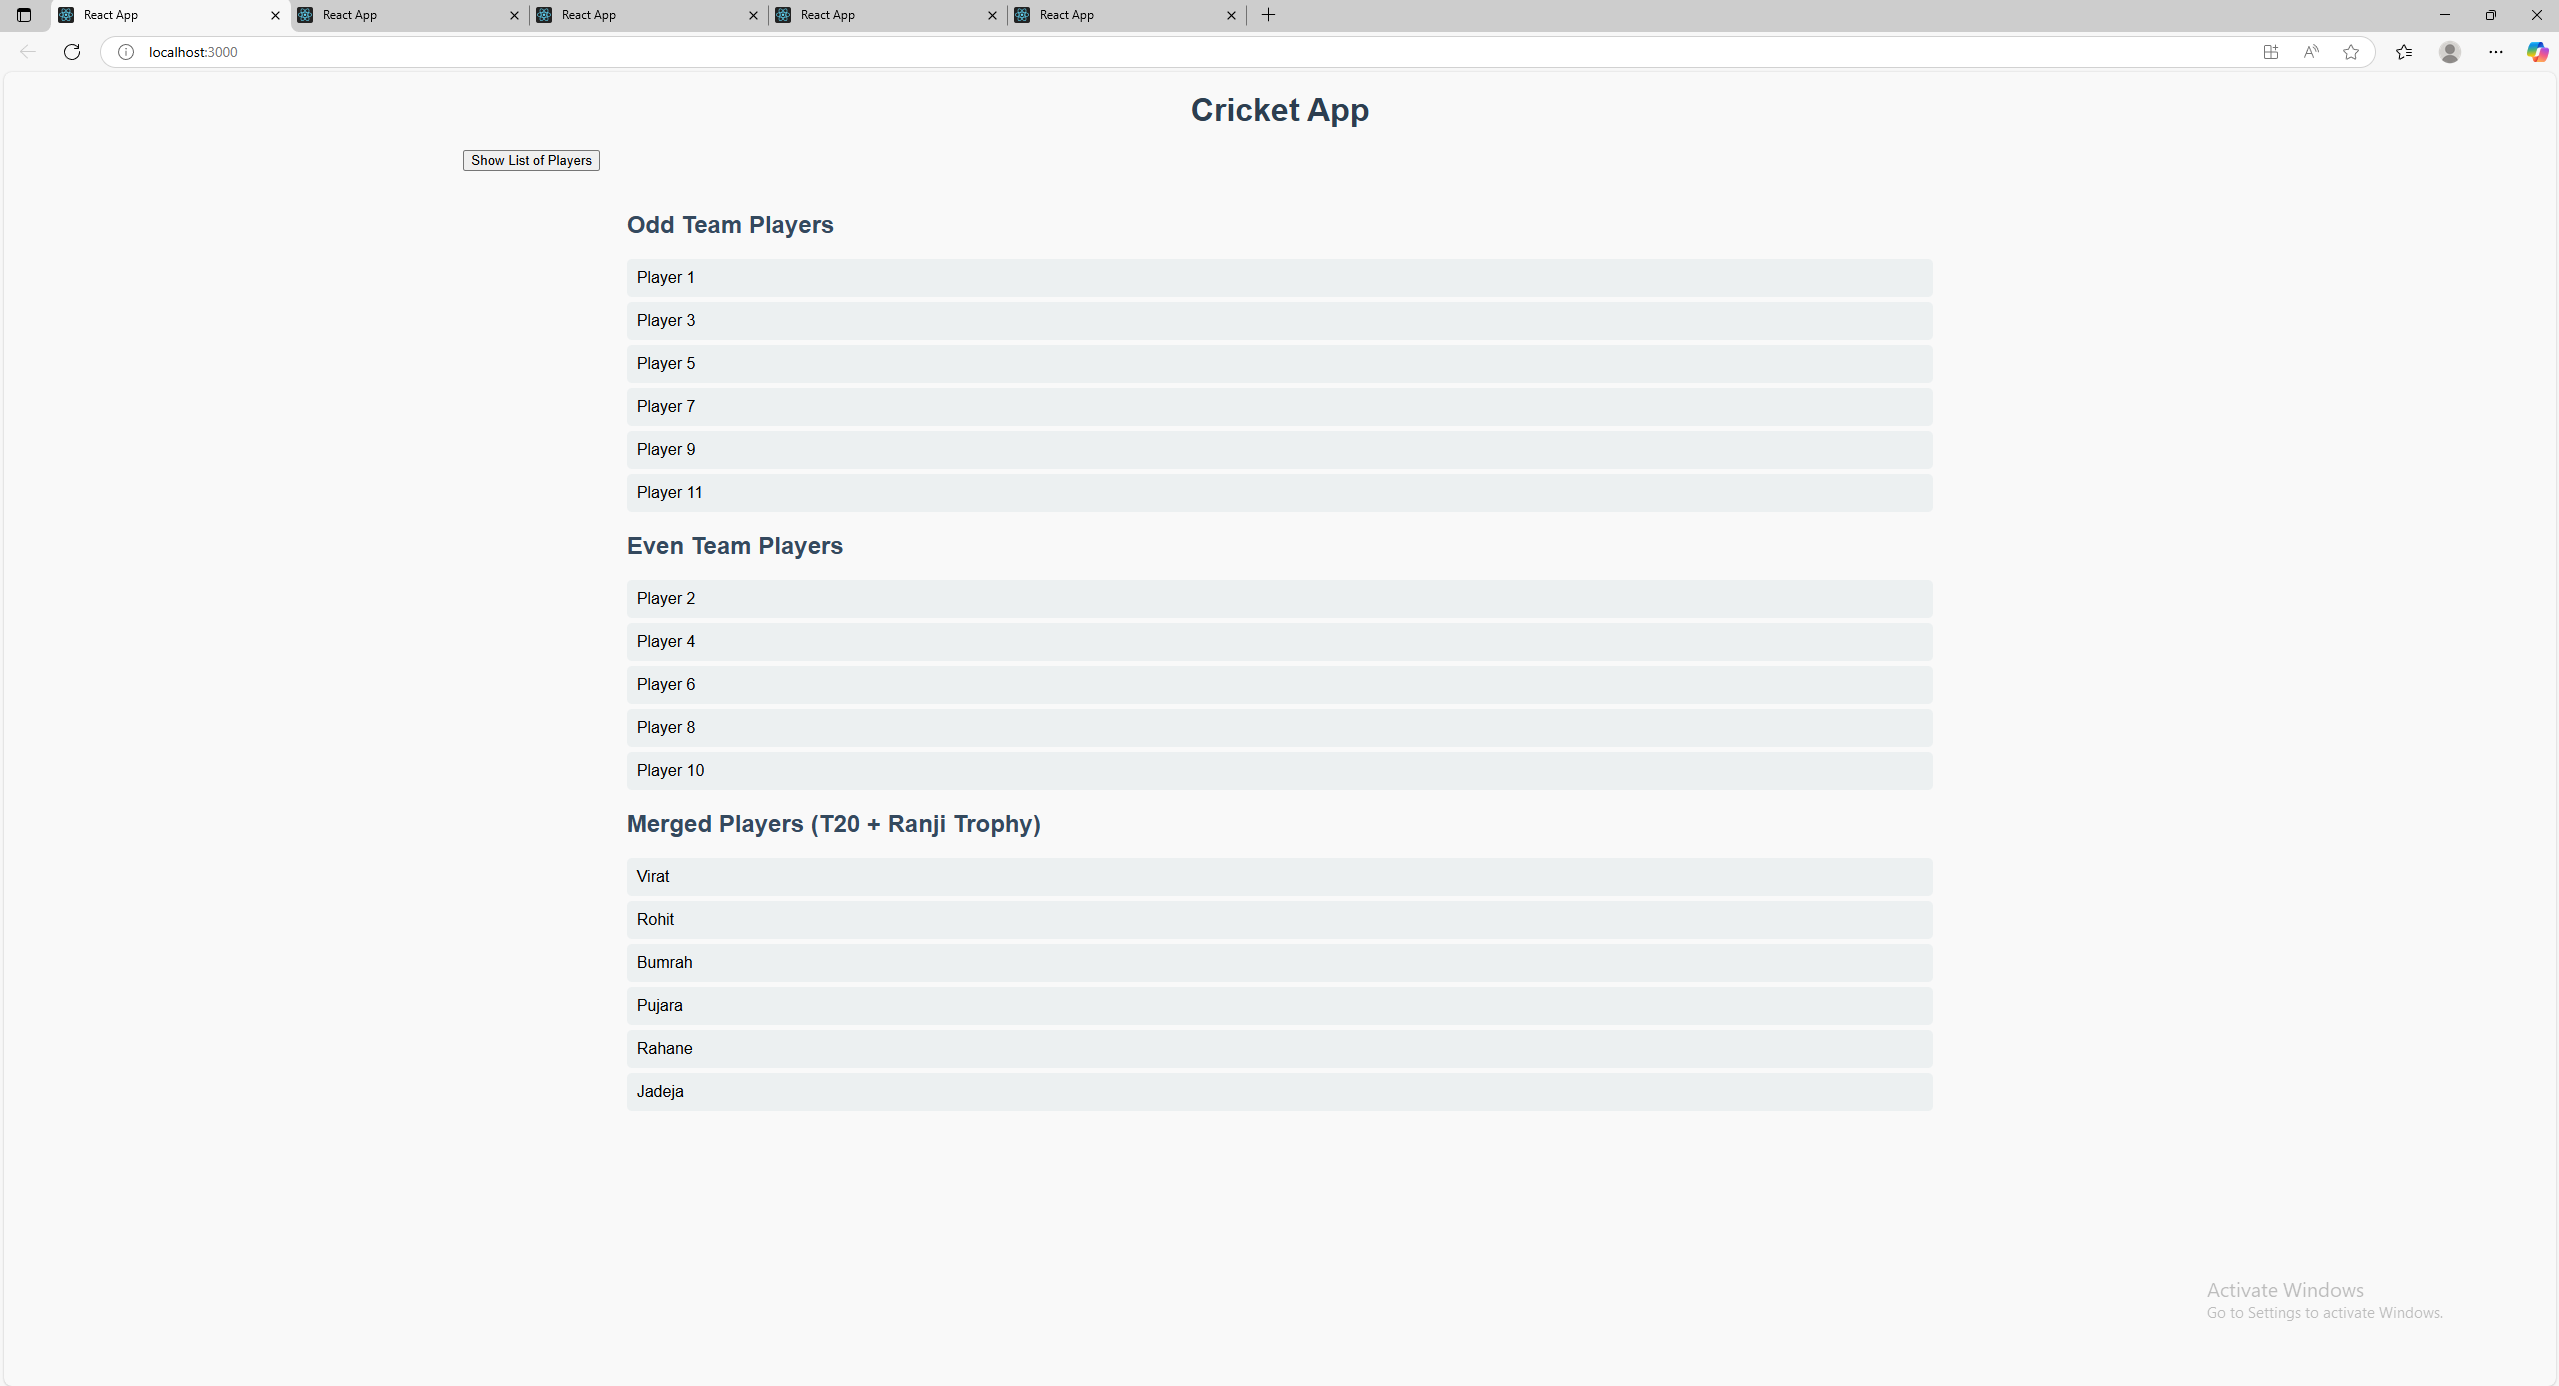 React App
React App
React App
React App
React App
localhost:3000
Cricket App
Show List of Players
Odd Team Players
Player 1
Player 3
Player 5
Player 7
Player 9
Player 11
Even Team Players
Player 2
Player 4
Player 6
Player 8
Player 10
Merged Players (T20 + Ranji Trophy)
Virat
Rohit
Bumrah
Pujara
Rahane
Jadeja
Activate Windows
Go to Settings to activate Windows.